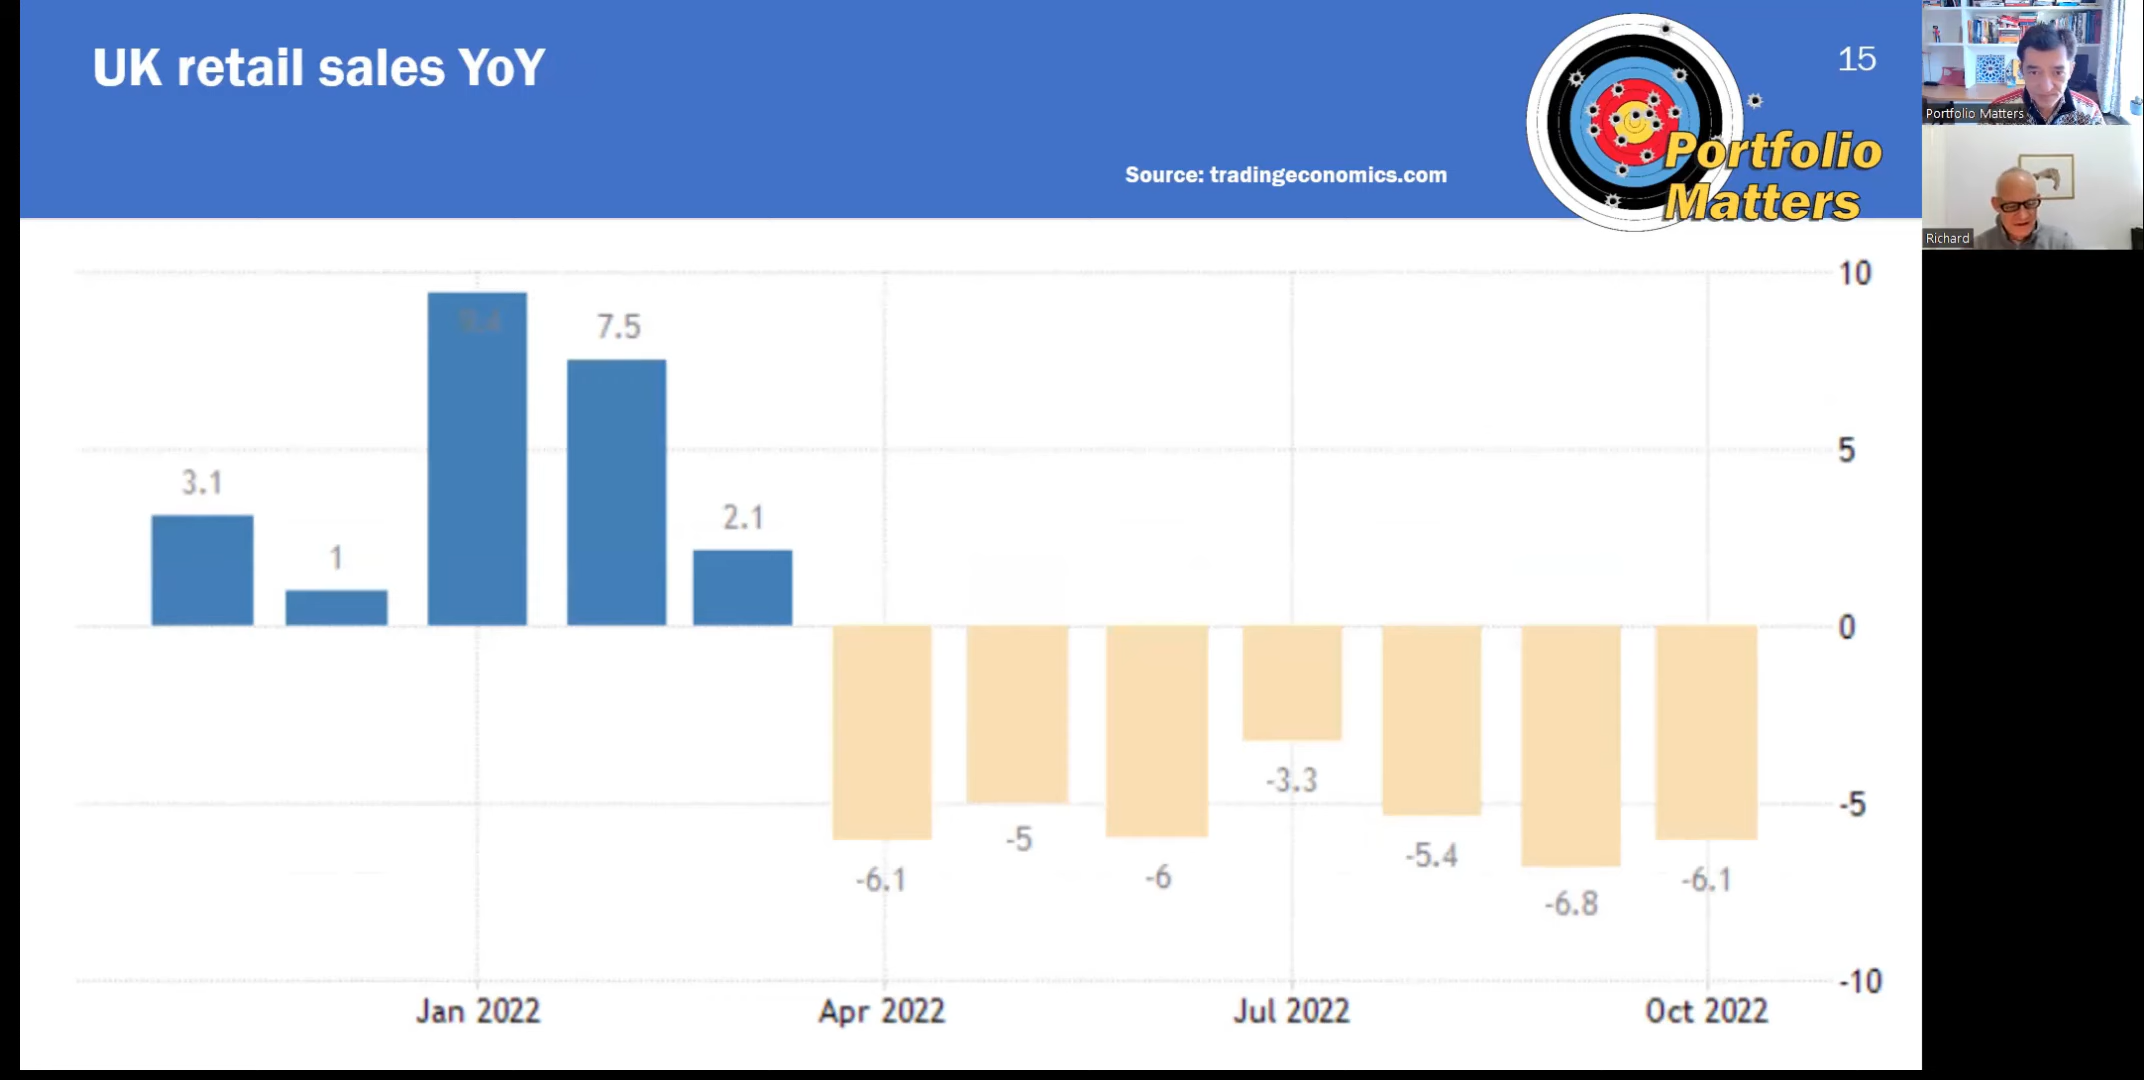 UK retail sales YoY
15
Source: tradingeconomics.com
Portfolio
Matters
Portfolio Matters
Richard
10
5
0
-5
-10
3.1
1
9.4
7.5
2.1
-6.1
-5
-6
-3.3
-5.4
-6.8
-6.1
Jan 2022
Apr 2022
Jul 2022
Oct 2022